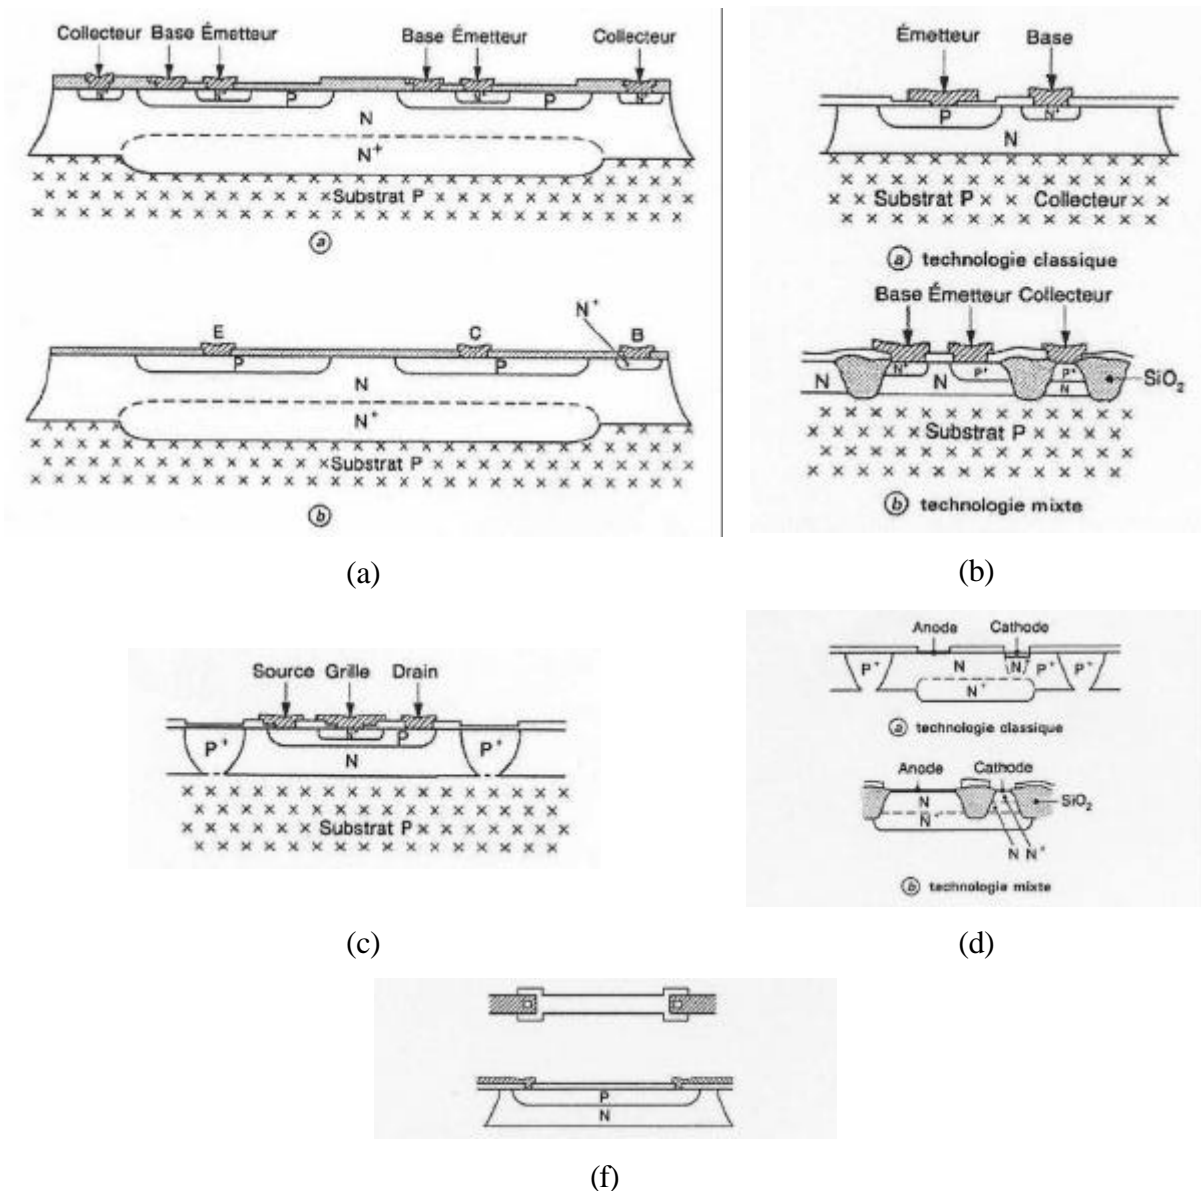 Collecteur Base Émetteur Base Émetteur Collecteur
N⁺ N⁺ P N⁺ P N⁺
N
N⁺
Substrat P
a
E C N⁺ B
P P
N
N⁺
Substrat P
b
(a)
Émetteur Base
P N⁺
N
Substrat P Collecteur
a technologie classique
Base Émetteur Collecteur
N N⁺ N P⁺ P⁺ SiO₂
N
Substrat P
b technologie mixte
(b)
Source Grille Drain
P⁺ N P P⁺
N
Substrat P
(c)
Anode Cathode
P⁺ N N⁺ P⁺ P⁺
N⁺
a technologie classique
Anode Cathode
N SiO₂
N⁺
N N⁺
b technologie mixte
(d)
P
N
(f)